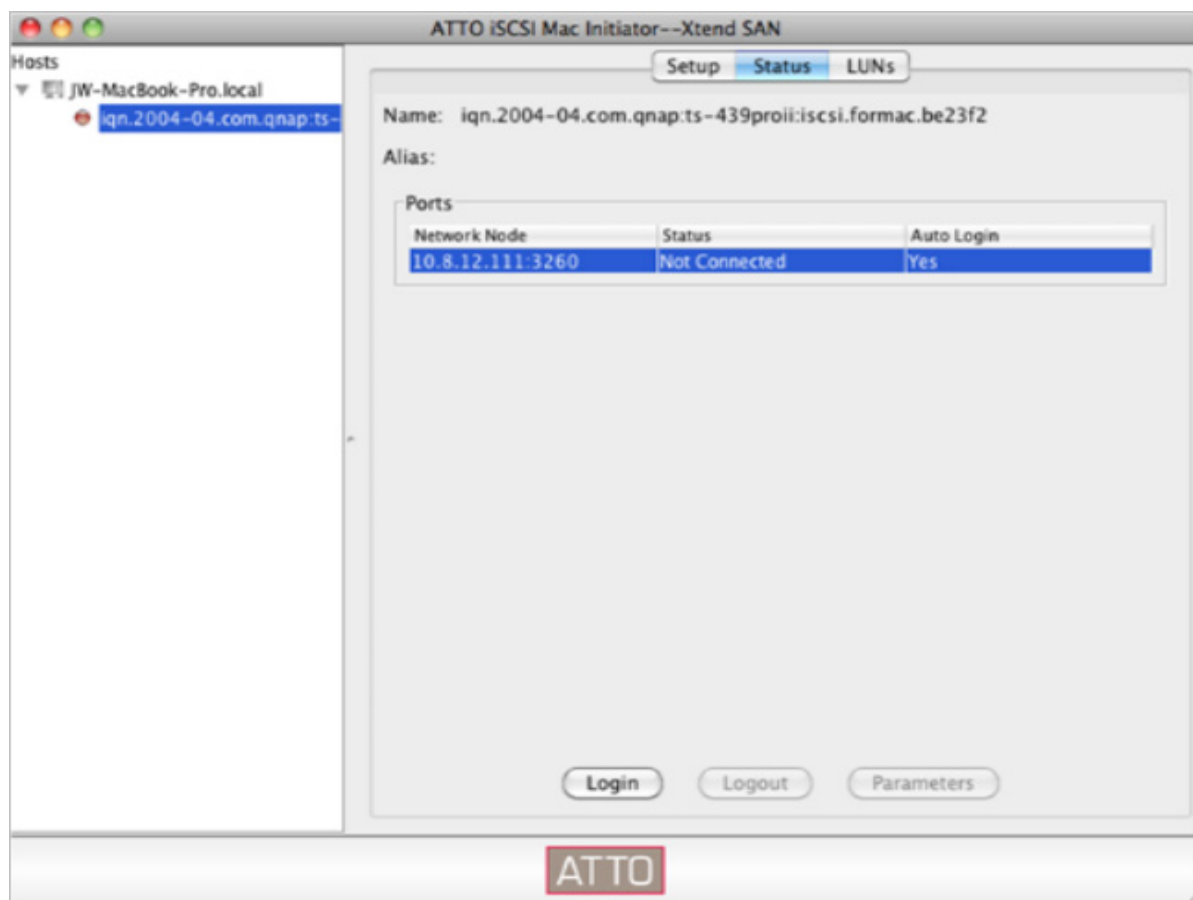 ATTO iSCSI Mac Initiator--Xtend SAN
Hosts
JW-MacBook-Pro.local
iqn.2004-04.com.qnap:ts-
Setup Status LUNs
Name: iqn.2004-04.com.qnap:ts-439proii:iscsi.formac.be23f2
Alias:
Ports
Network Node Status Auto Login
10.8.12.111:3260 Not Connected Yes
Login Logout Parameters
ATTO